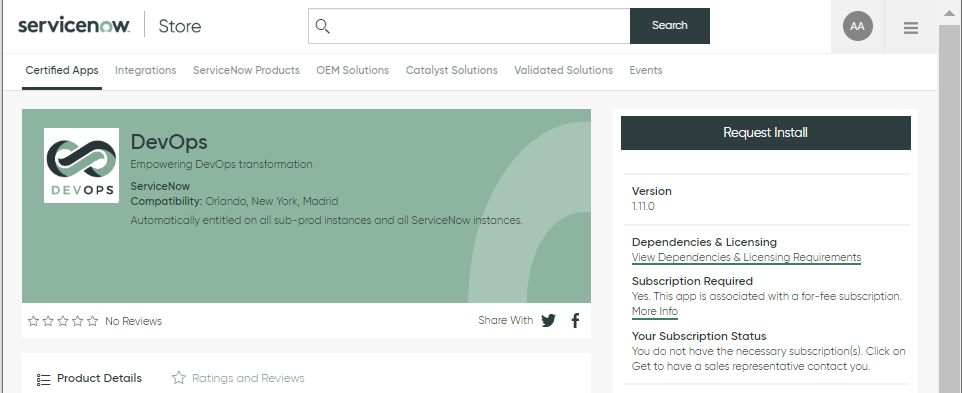 servicenow Store
Search
AA
Certified Apps Integrations ServiceNow Products OEM Solutions Catalyst Solutions Validated Solutions Events
DEVOPS
DevOps
Empowering DevOps transformation
ServiceNow
Compatibility: Orlando, New York, Madrid
Automatically entitled on all sub-prod instances and all ServiceNow instances.
No Reviews
Share With
Product Details
Ratings and Reviews
Request Install
Version
1.11.0
Dependencies & Licensing
View Dependencies & Licensing Requirements
Subscription Required
Yes. This app is associated with a for-fee subscription.
More Info
Your Subscription Status
You do not have the necessary subscription(s). Click on
Get to have a sales representative contact you.